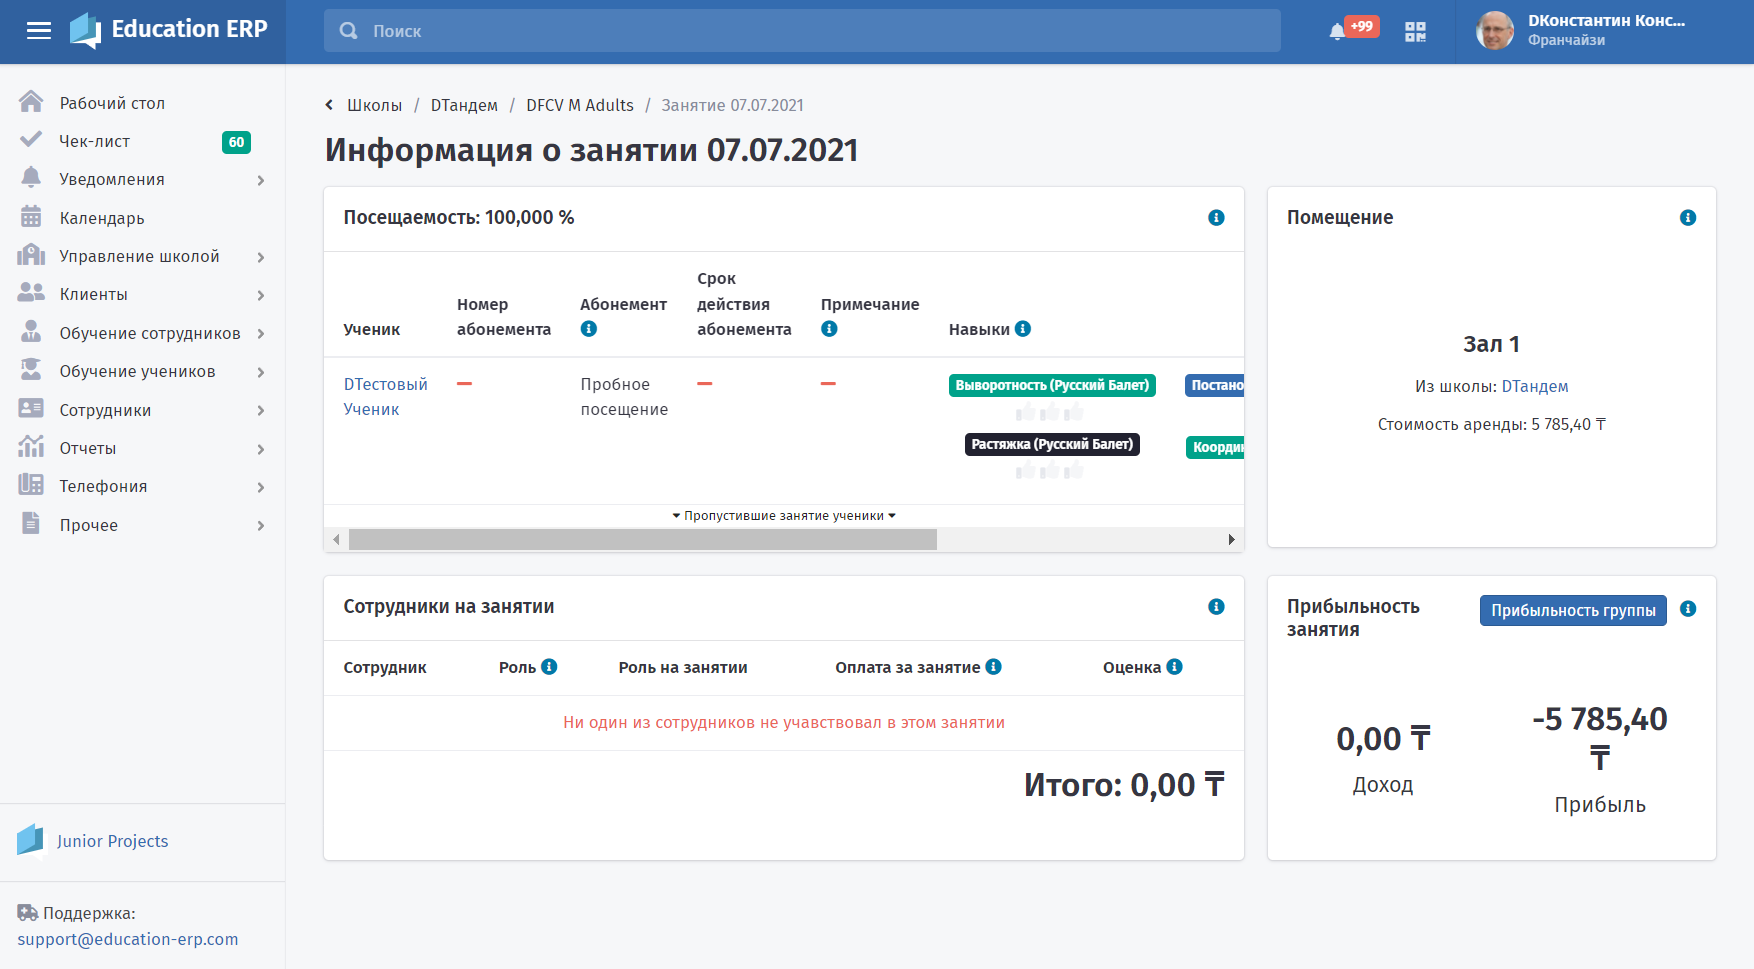 Education ERP
Поиск
+99
DКонстантин Конс...
Франчайзи
Рабочий стол
Чек-лист
60
Уведомления
Календарь
Управление школой
Клиенты
Обучение сотрудников
Обучение учеников
Сотрудники
Отчеты
Телефония
Прочее
Junior Projects
Поддержка:
support@education-erp.com
Школы / DТандем / DFCV M Adults / Занятие 07.07.2021
Информация о занятии 07.07.2021
Посещаемость: 100,000 %
Ученик
Номер
абонемента
Абонемент
Срок
действия
абонемента
Примечание
Навыки
DТестовый
Ученик
Пробное
посещение
Выворотность (Русский Балет)
Постано
Растяжка (Русский Балет)
Координ
Пропустившие занятие ученики
Помещение
Зал 1
Из школы: DТандем
Стоимость аренды: 5 785,40 ₸
Сотрудники на занятии
Сотрудник Роль Роль на занятии Оплата за занятие Оценка
Ни один из сотрудников не учавствовал в этом занятии
Итого: 0,00 ₸
Прибыльность
занятия
Прибыльность группы
0,00 ₸
Доход
-5 785,40
₸
Прибыль